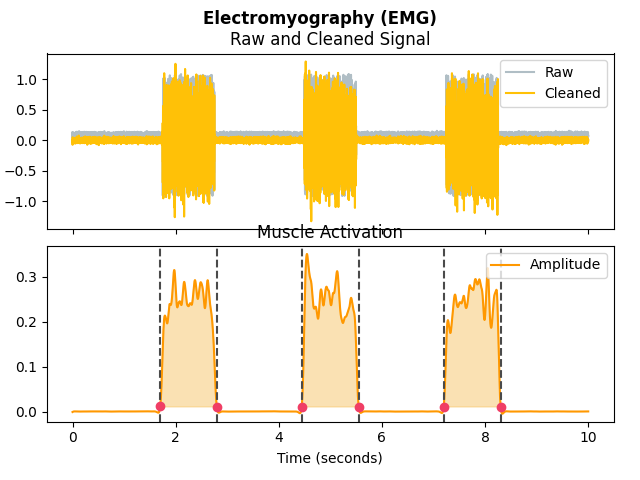 Electromyography (EMG)
Raw and Cleaned Signal
Raw
Cleaned
1.0
0.5
0.0
−0.5
−1.0
Muscle Activation
Amplitude
0.3
0.2
0.1
0.0
0 2 4 6 8 10
Time (seconds)